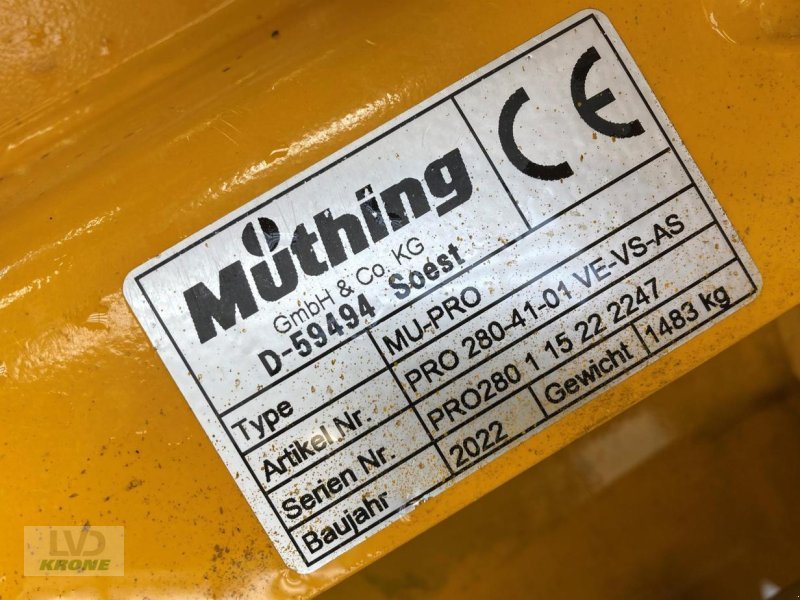 Müthing
GmbH & Co. KG
D-59494 Soest
CE
Type MU-PRO
Artikel Nr. PRO 280-41-01 VE-VS-AS
Serien Nr. PRO280 1 15 22 2247
Baujahr 2022 Gewicht 1483 kg
LVD
KRONE